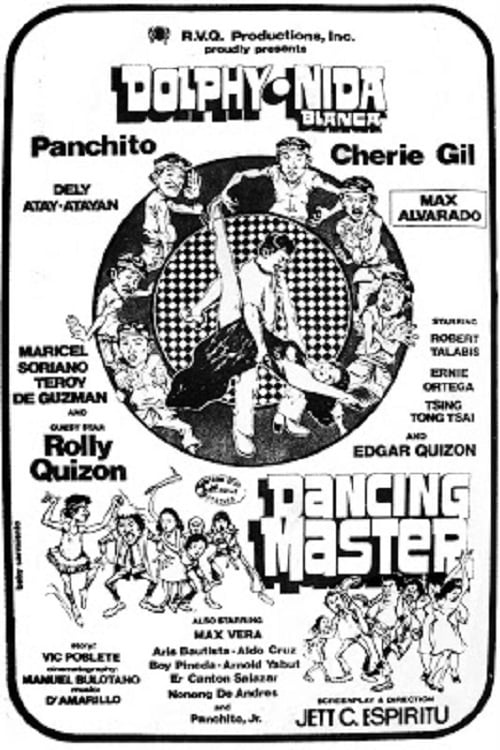 R.V.Q. Productions, Inc.
proudly presents
DOLPHY • NIDA
BLANCA
Panchito
Cherie Gil
DELY
ATAY-ATAYAN
MAX
ALVARADO
MARICEL
SORIANO
TEROY
DE GUZMAN
AND
GUEST STAR
Rolly
Quizon
STARRING
ROBERT
TALABIS
ERNIE
ORTEGA
TSING
TONG TSAI
AND
EDGAR QUIZON
DANCING
MASTER
baby sarmiento
story:
VIC POBLETE
cinematography:
MANUEL BULOTANO
music:
D'AMARILLO
ALSO STARRING
MAX VERA
Aris Bautista - Aldo Cruz
Boy Pineda - Arnold Yabut
Er Canton Salazar
Nonong De Andres
and
Panchito, Jr.
SCREENPLAY & DIRECTION
JETT C. ESPIRITU